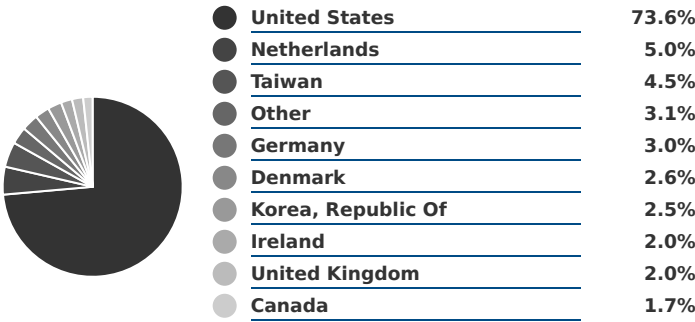 United States 73.6%
Netherlands 5.0%
Taiwan 4.5%
Other 3.1%
Germany 3.0%
Denmark 2.6%
Korea, Republic Of 2.5%
Ireland 2.0%
United Kingdom 2.0%
Canada 1.7%